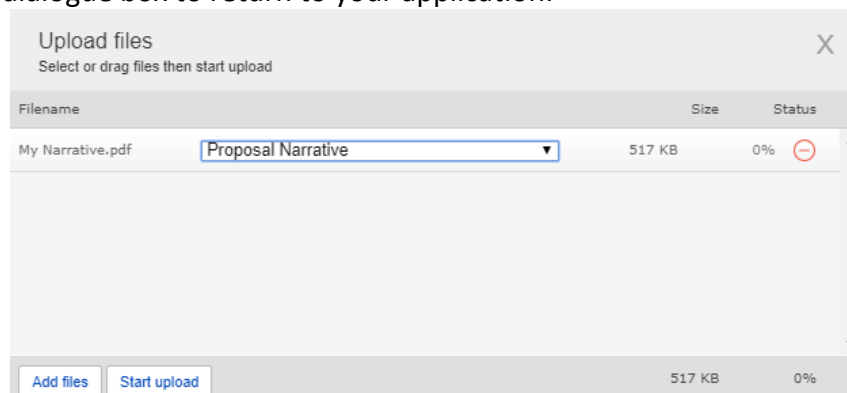 dialogue box to return to your application.
Upload files
X
Select or drag files then start upload
Filename Size Status
My Narrative.pdf Proposal Narrative 517 KB 0%
Add files Start upload 517 KB 0%